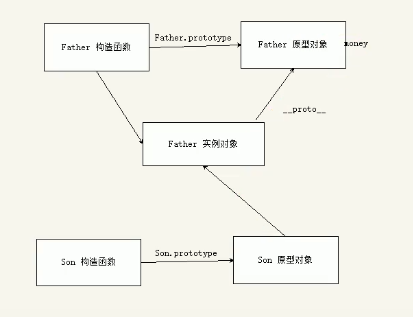 Father 构造函数
Father.prototype
Father 原型对象
money
__proto__
Father 实例对象
Son 构造函数
Son.prototype
Son 原型对象